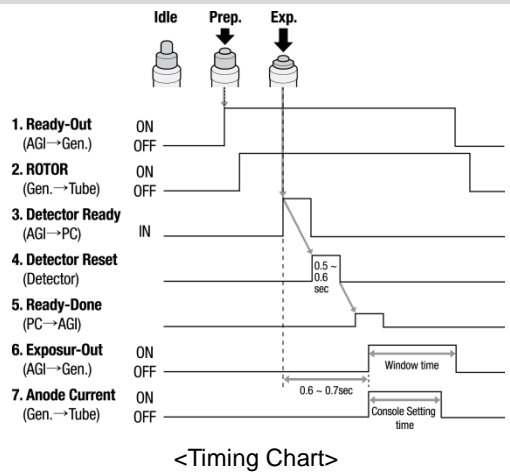 Idle Prep. Exp.
1. Ready-Out ON
(AGI→Gen.) OFF
2. ROTOR ON
(Gen.→Tube) OFF
3. Detector Ready
(AGI→PC) IN
4. Detector Reset
(Detector)
0.5 ~
0.6
sec
5. Ready-Done
(PC→AGI)
6. Exposur-Out ON
(AGI→Gen.) OFF
Window time
0.6 ~ 0.7sec
7. Anode Current ON
(Gen.→Tube) OFF
Console Setting
time
<Timing Chart>